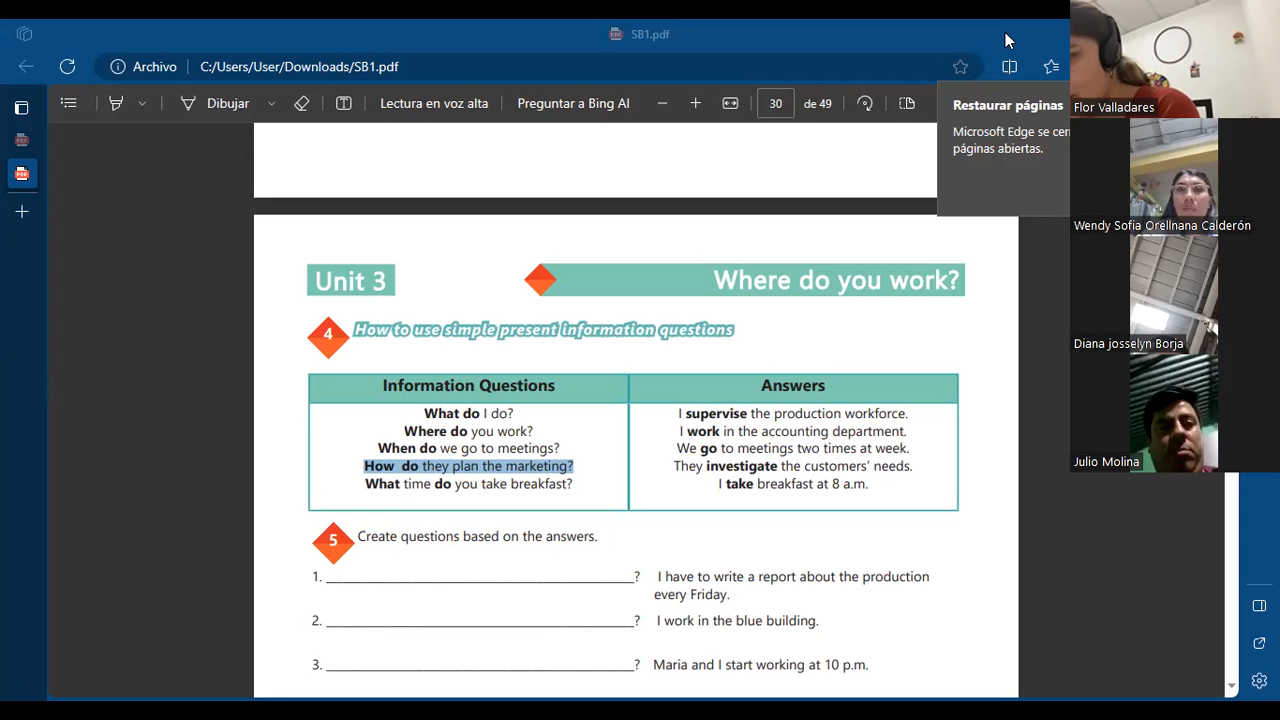 SB1.pdf
Archivo C:/Users/User/Downloads/SB1.pdf
Dibujar Lectura en voz alta Preguntar a Bing AI 30 de 49
Restaurar páginas
Microsoft Edge se cer
páginas abiertas.
Flor Valladares
Wendy Sofia Orellnana Calderón
Diana josselyn Borja
Julio Molina
Unit 3 Where do you work?
4 How to use simple present information questions
Information Questions Answers
What do I do? I supervise the production workforce.
Where do you work? I work in the accounting department.
When do we go to meetings? We go to meetings two times at week.
How do they plan the marketing? They investigate the customers' needs.
What time do you take breakfast? I take breakfast at 8 a.m.
5 Create questions based on the answers.
1. ______________________________________? I have to write a report about the production
every Friday.
2. ______________________________________? I work in the blue building.
3. ______________________________________? Maria and I start working at 10 p.m.